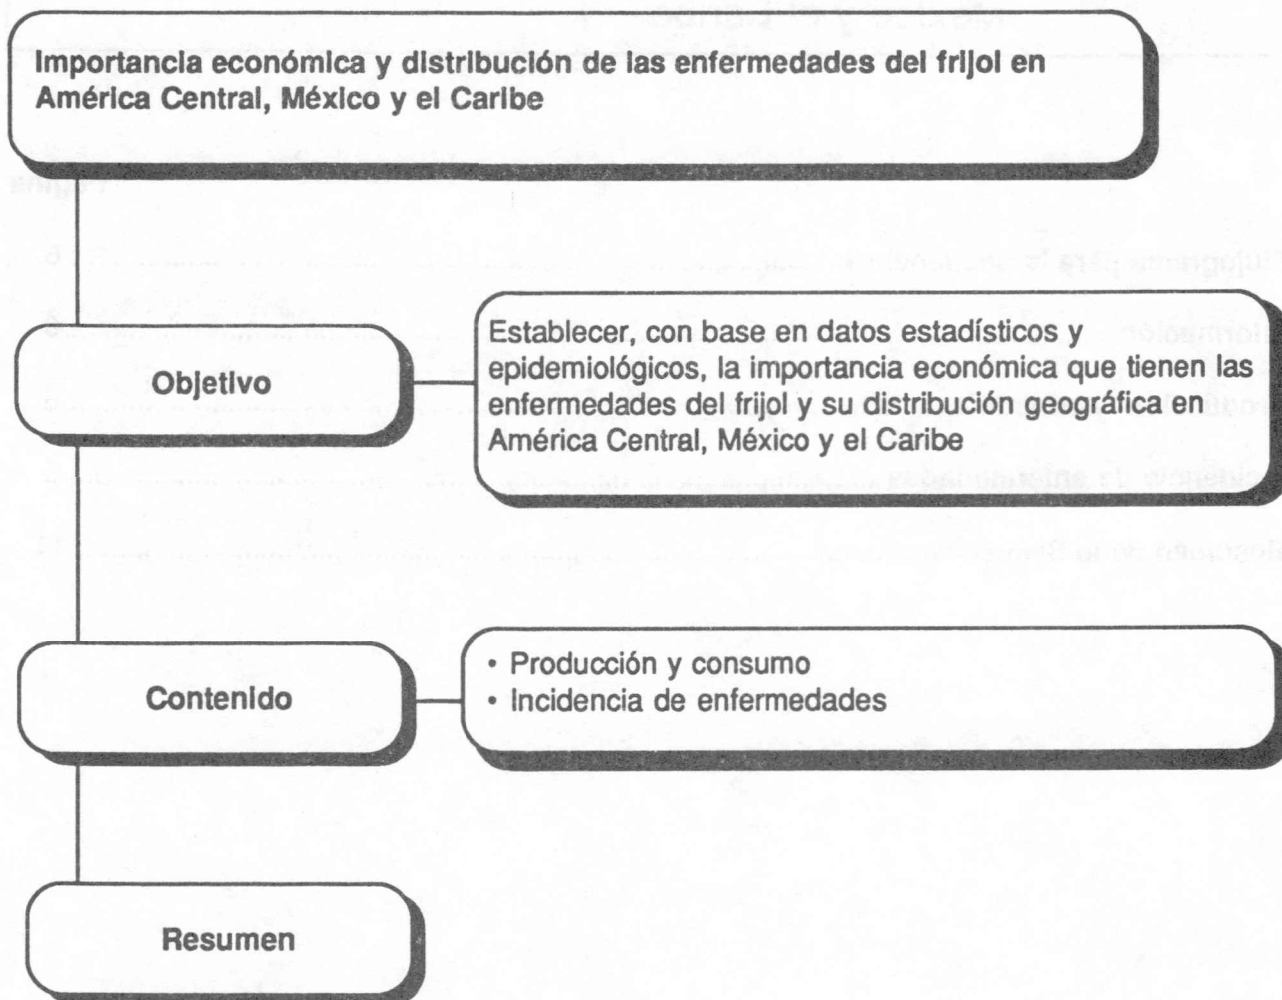 Importancia económica y distribución de las enfermedades del frijol en
América Central, México y el Caribe
Objetivo
Establecer, con base en datos estadísticos y
epidemiológicos, la importancia económica que tienen las
enfermedades del frijol y su distribución geográfica en
América Central, México y el Caribe
Contenido
• Producción y consumo
• Incidencia de enfermedades
Resumen